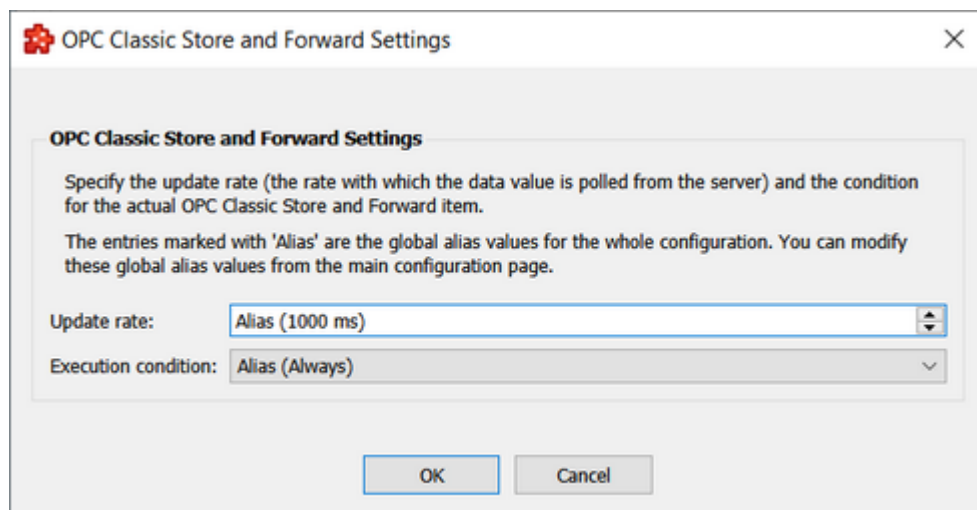 OPC Classic Store and Forward Settings
OPC Classic Store and Forward Settings
Specify the update rate (the rate with which the data value is polled from the server) and the condition
for the actual OPC Classic Store and Forward item.
The entries marked with 'Alias' are the global alias values for the whole configuration. You can modify
these global alias values from the main configuration page.
Update rate: Alias (1000 ms)
Execution condition: Alias (Always)
OK Cancel